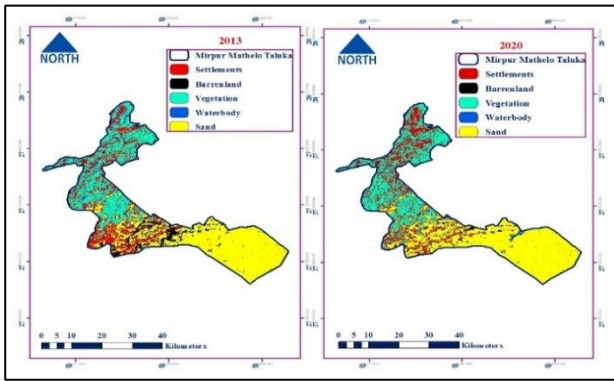 2013
NORTH
Mirpur Mathelo Taluka
Settlements
Barrenland
Vegetation
Waterbody
Sand
0 5 10 20 30 40
Kilometers
2020
NORTH
Mirpur Mathelo Taluka
Settlements
Barrenland
Vegetation
Waterbody
Sand
0 5 10 20 30 40
Kilometers